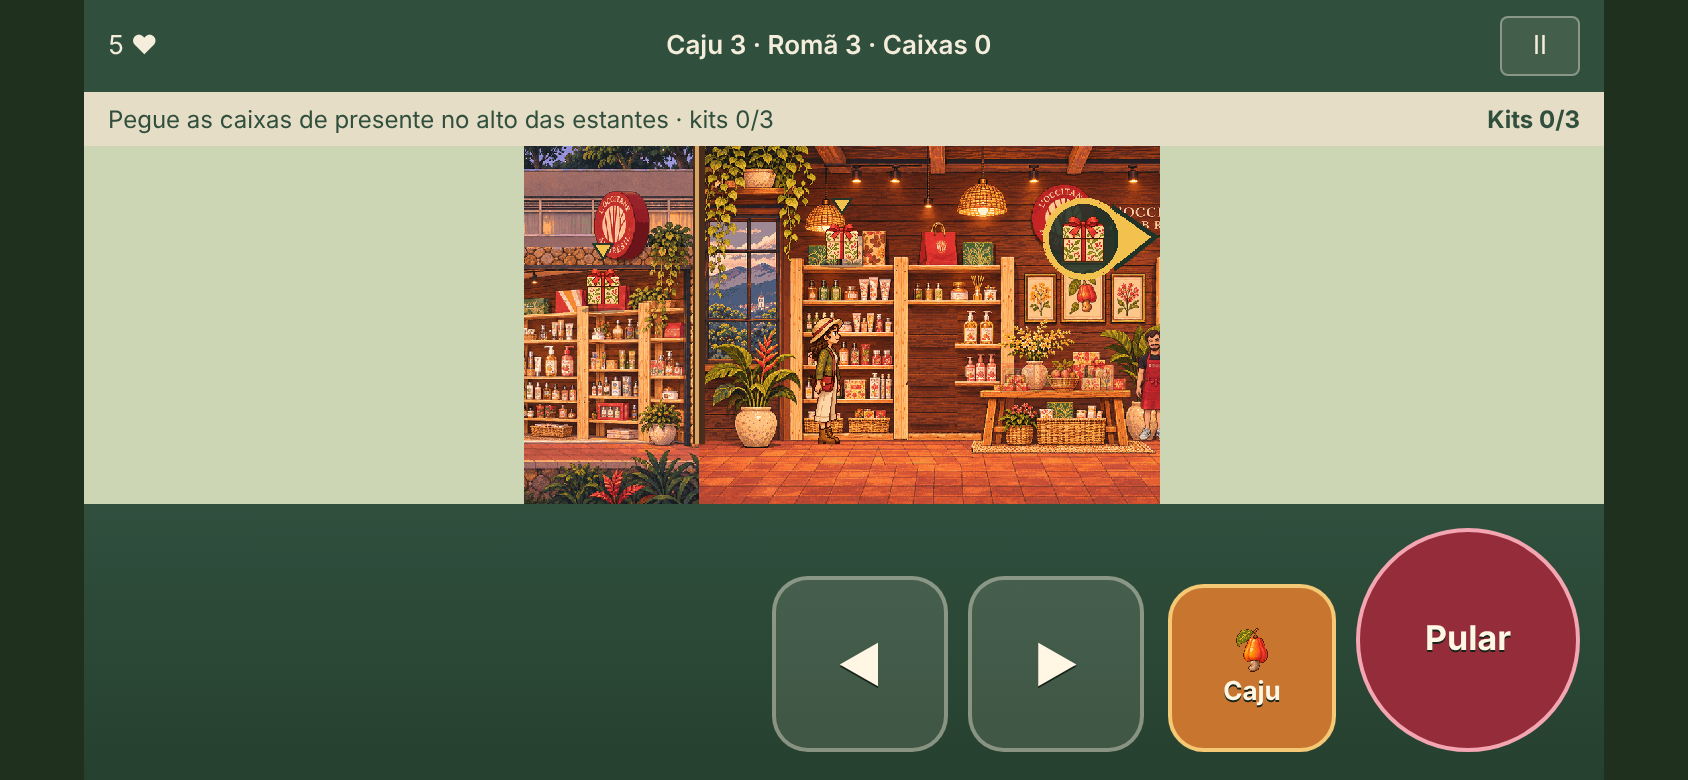 5 ♥
Caju 3 · Romã 3 · Caixas 0
II
Pegue as caixas de presente no alto das estantes · kits 0/3
Kits 0/3
Caju
Pular